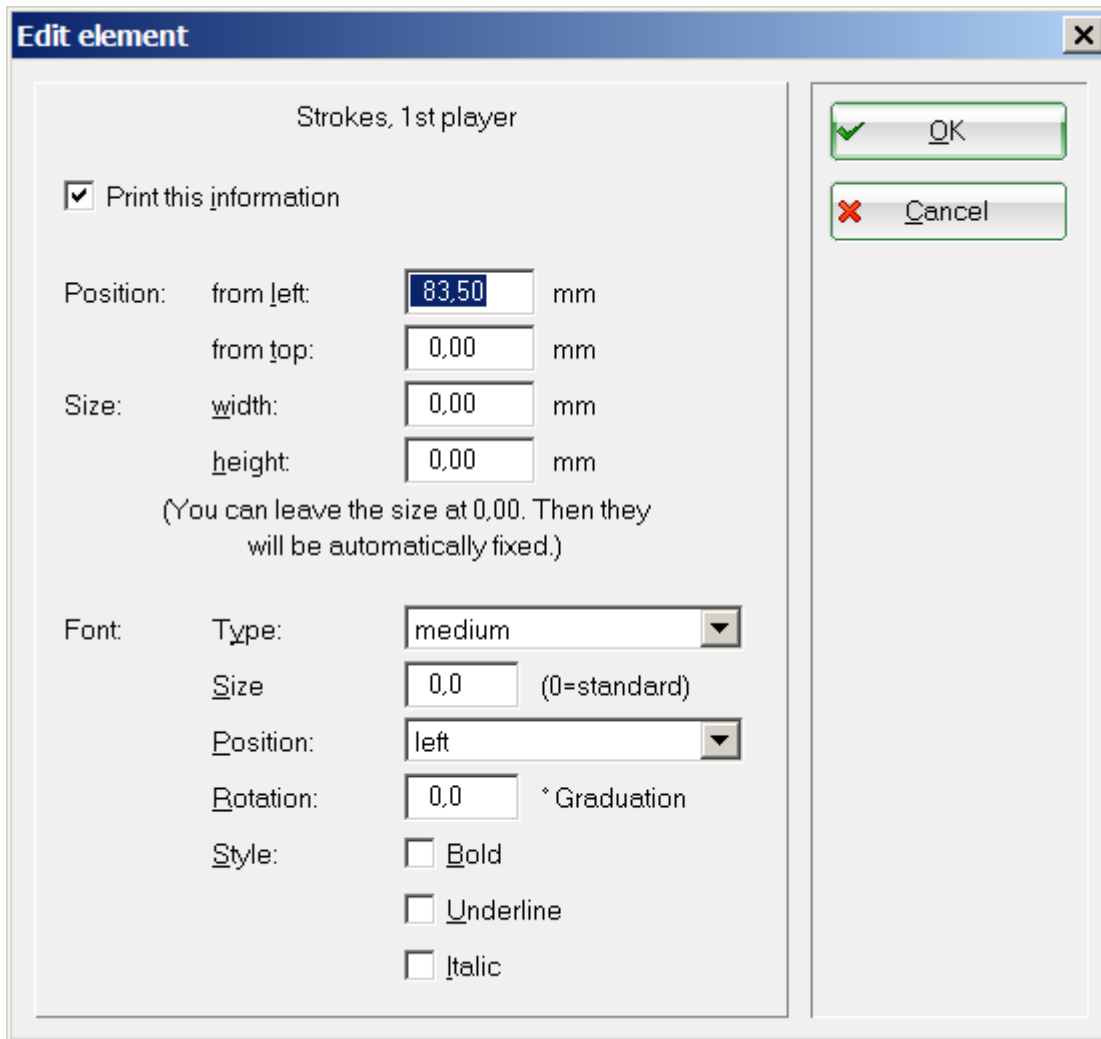 Edit element
Strokes, 1st player
OK
Cancel
Print this information
Position: from left: 83,50 mm
from top: 0,00 mm
Size: width: 0,00 mm
height: 0,00 mm
(You can leave the size at 0,00. Then they
will be automatically fixed.)
Font: Type: medium
Size 0,0 (0=standard)
Position: left
Rotation: 0,0 ° Graduation
Style: Bold
Underline
Italic